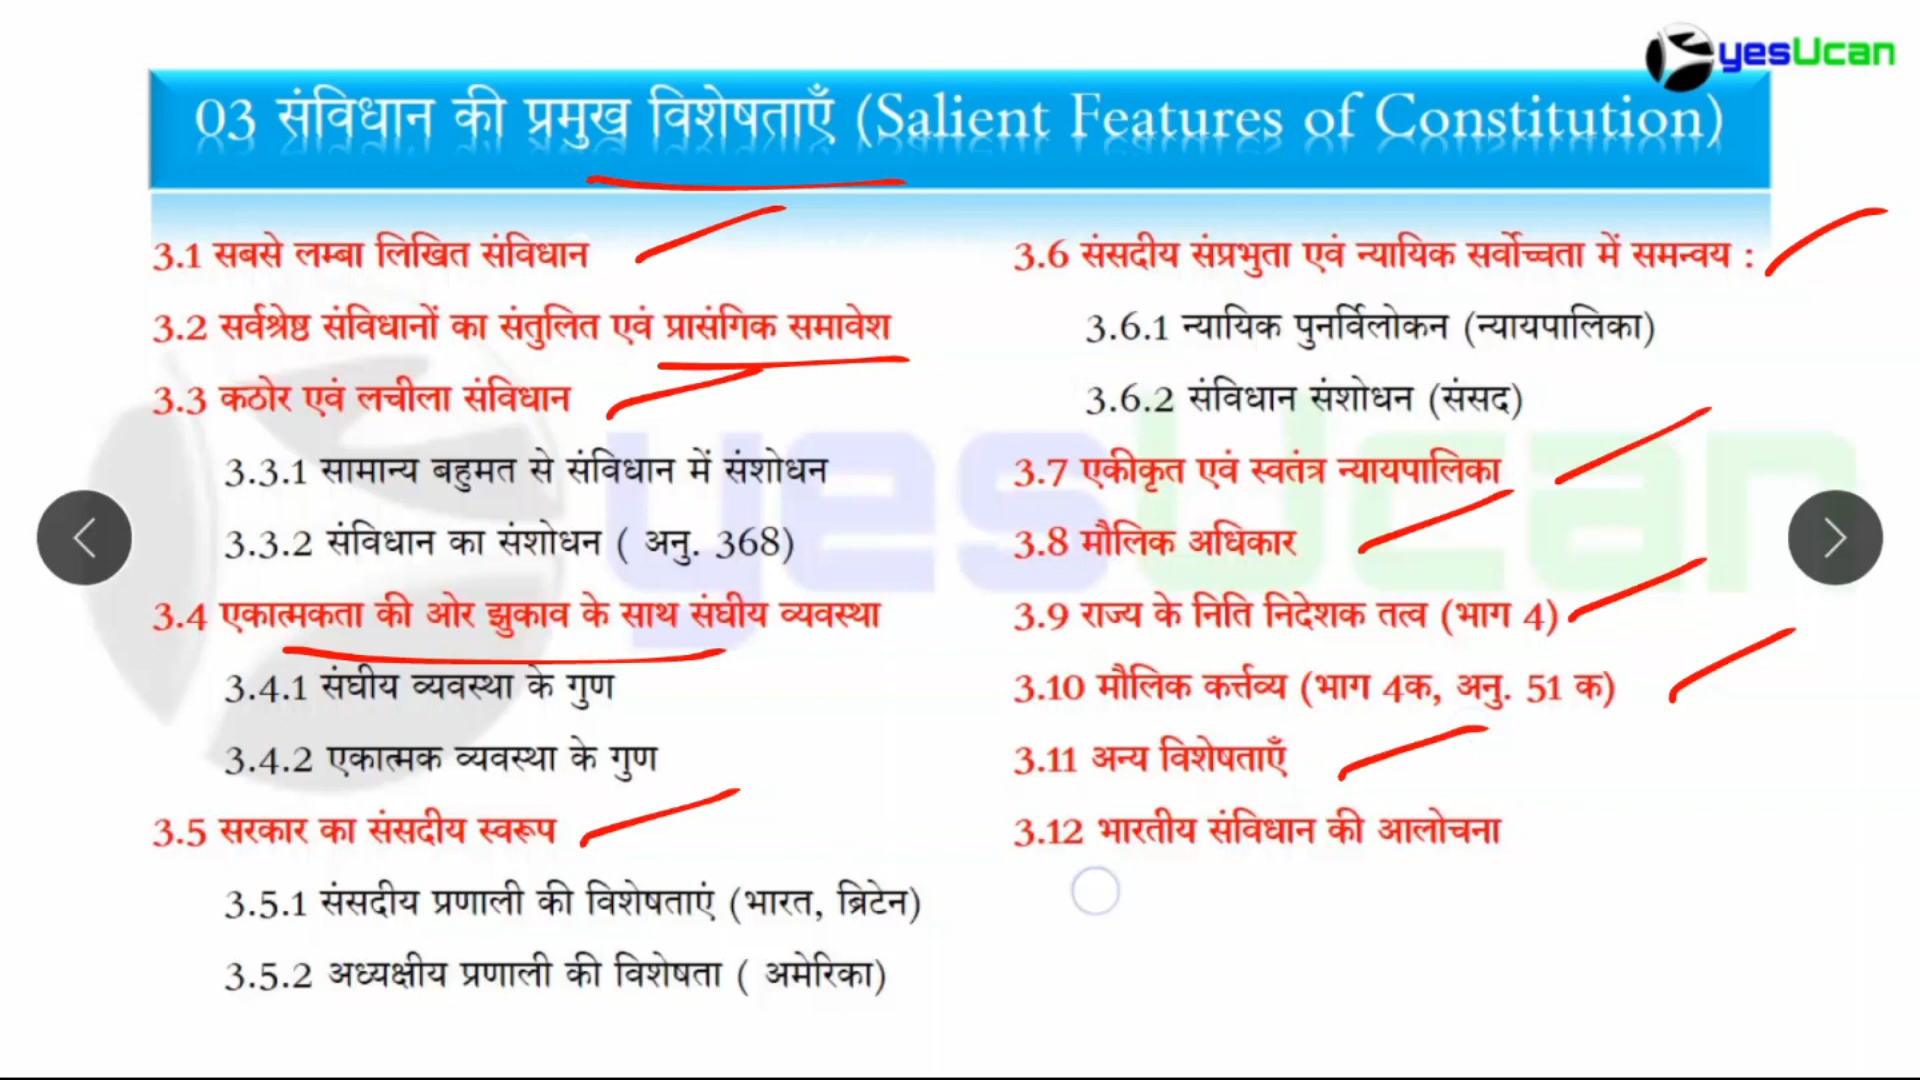 yesUcan
03 संविधान की प्रमुख विशेषताएँ (Salient Features of Constitution)
3.1 सबसे लम्बा लिखित संविधान
3.2 सर्वश्रेष्ठ संविधानों का संतुलित एवं प्रासंगिक समावेश
3.3 कठोर एवं लचीला संविधान
3.3.1 सामान्य बहुमत से संविधान में संशोधन
3.3.2 संविधान का संशोधन ( अनु. 368)
3.4 एकात्मकता की ओर झुकाव के साथ संघीय व्यवस्था
3.4.1 संघीय व्यवस्था के गुण
3.4.2 एकात्मक व्यवस्था के गुण
3.5 सरकार का संसदीय स्वरूप
3.5.1 संसदीय प्रणाली की विशेषताएं (भारत, ब्रिटेन)
3.5.2 अध्यक्षीय प्रणाली की विशेषता ( अमेरिका)
3.6 संसदीय संप्रभुता एवं न्यायिक सर्वोच्चता में समन्वय :
3.6.1 न्यायिक पुनर्विलोकन (न्यायपालिका)
3.6.2 संविधान संशोधन (संसद)
3.7 एकीकृत एवं स्वतंत्र न्यायपालिका
3.8 मौलिक अधिकार
3.9 राज्य के निति निदेशक तत्व (भाग 4)
3.10 मौलिक कर्त्तव्य (भाग 4क, अनु. 51 क)
3.11 अन्य विशेषताएँ
3.12 भारतीय संविधान की आलोचना
yesUcan